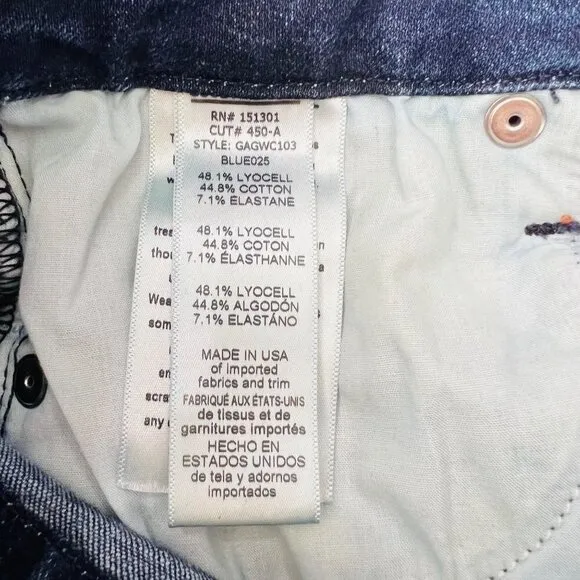 RN# 151301
CUT# 450-A
STYLE: GAGWC103
BLUE025
48.1% LYOCELL
44.8% COTTON
7.1% ELASTANE
48.1% LYOCELL
44.8% COTON
7.1% ÉLASTHANNE
48.1% LYOCELL
44.8% ALGODÓN
7.1% ELASTÁNO
MADE IN USA
of imported
fabrics and trim
FABRIQUÉ AUX ÉTATS-UNIS
de tissus et de
garnitures importés
HECHO EN
ESTADOS UNIDOS
de tela y adornos
importados